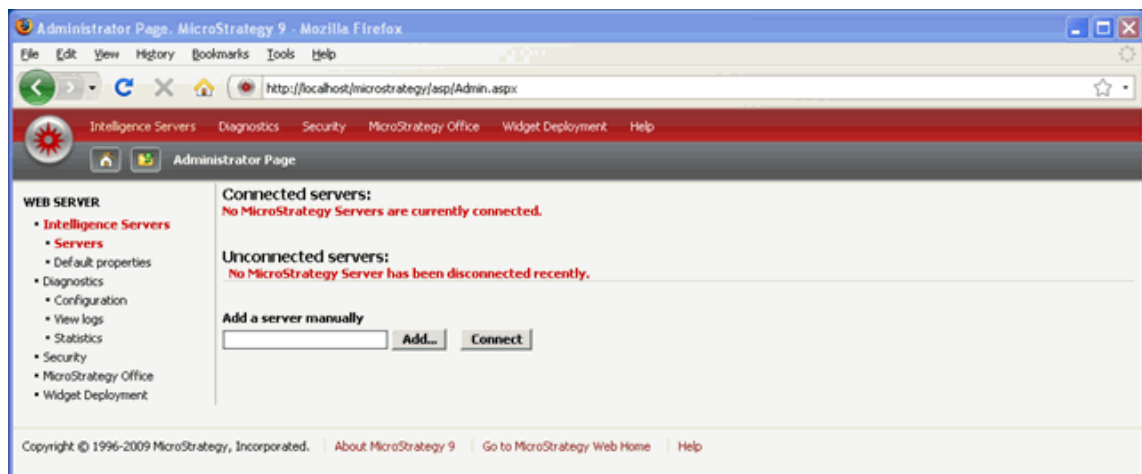 Administrator Page. MicroStrategy 9 - Mozilla Firefox
File Edit View History Bookmarks Tools Help
http://localhost/microstrategy/asp/Admin.aspx
Intelligence Servers Diagnostics Security MicroStrategy Office Widget Deployment Help
Administrator Page
WEB SERVER
▪ Intelligence Servers
▪ Servers
▪ Default properties
▪ Diagnostics
▪ Configuration
▪ View logs
▪ Statistics
▪ Security
▪ MicroStrategy Office
▪ Widget Deployment
Connected servers:
No MicroStrategy Servers are currently connected.
Unconnected servers:
No MicroStrategy Server has been disconnected recently.
Add a server manually
Add... Connect
Copyright © 1996-2009 MicroStrategy, Incorporated. About MicroStrategy 9 Go to MicroStrategy Web Home Help